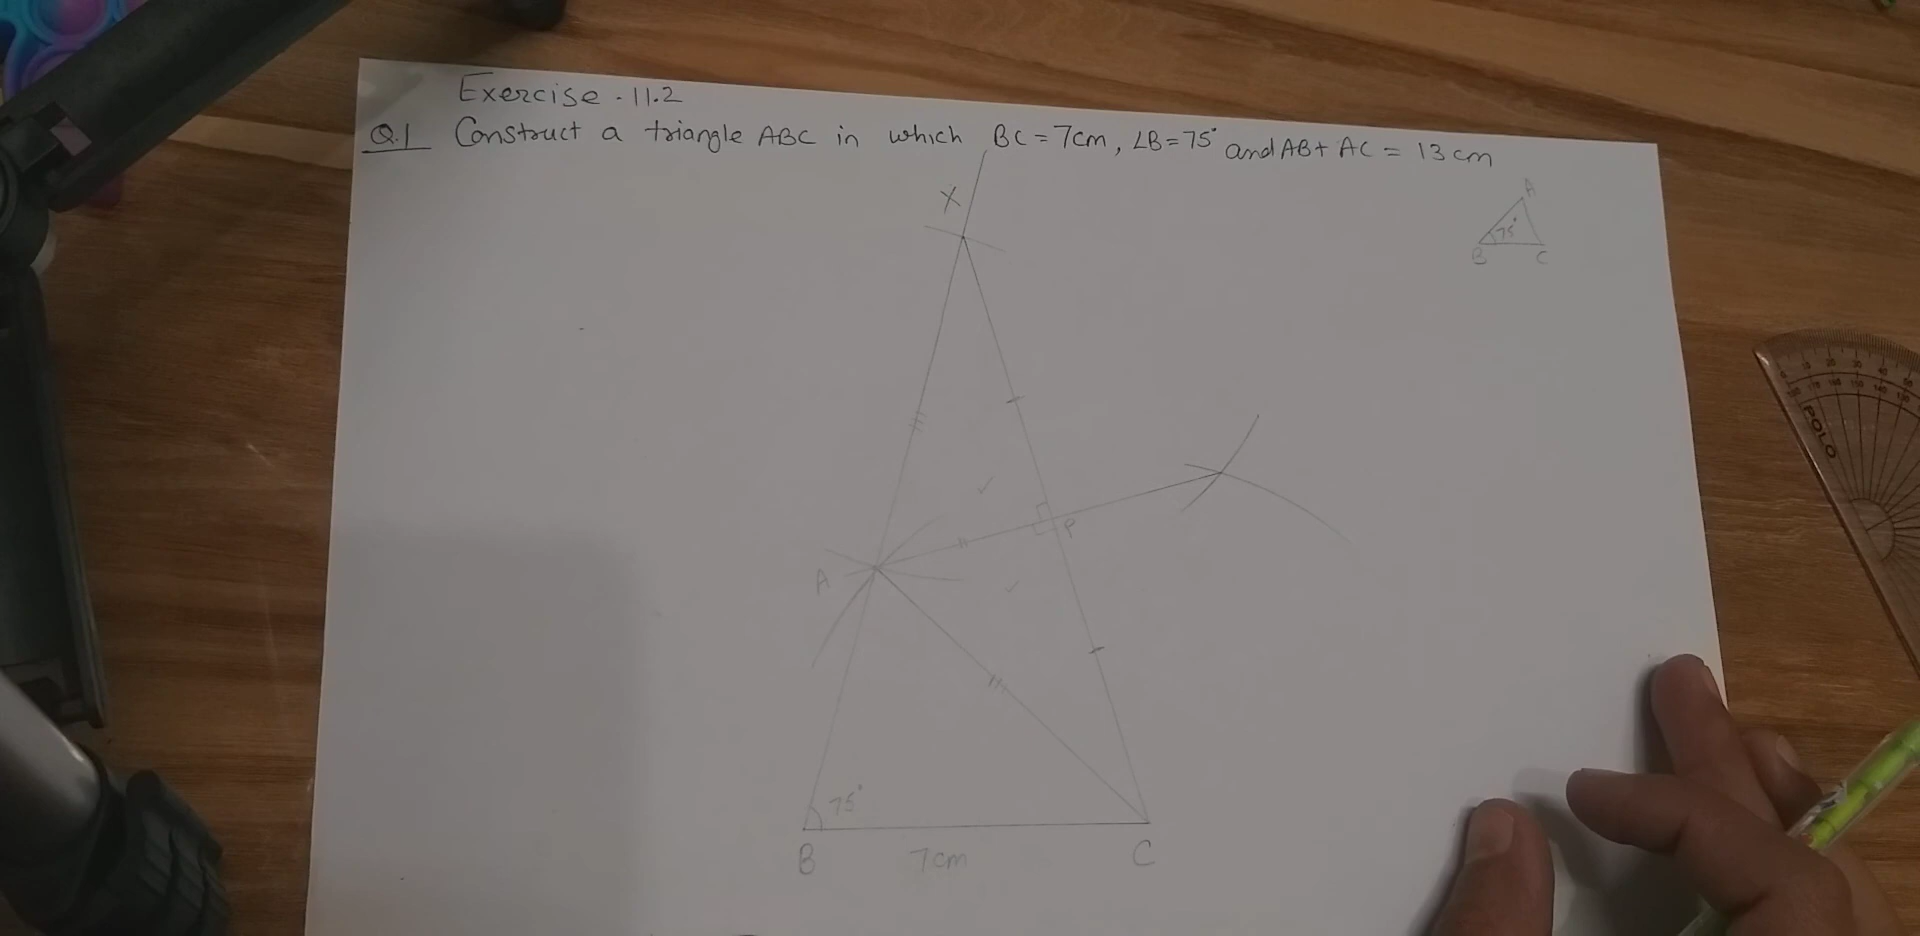 Exercise - 11.2
Q.1 Construct a triangle ABC in which BC = 7cm, ∠B = 75° and AB + AC = 13 cm
X
A
75°
B C
POLO
P
A
75°
B 7cm C